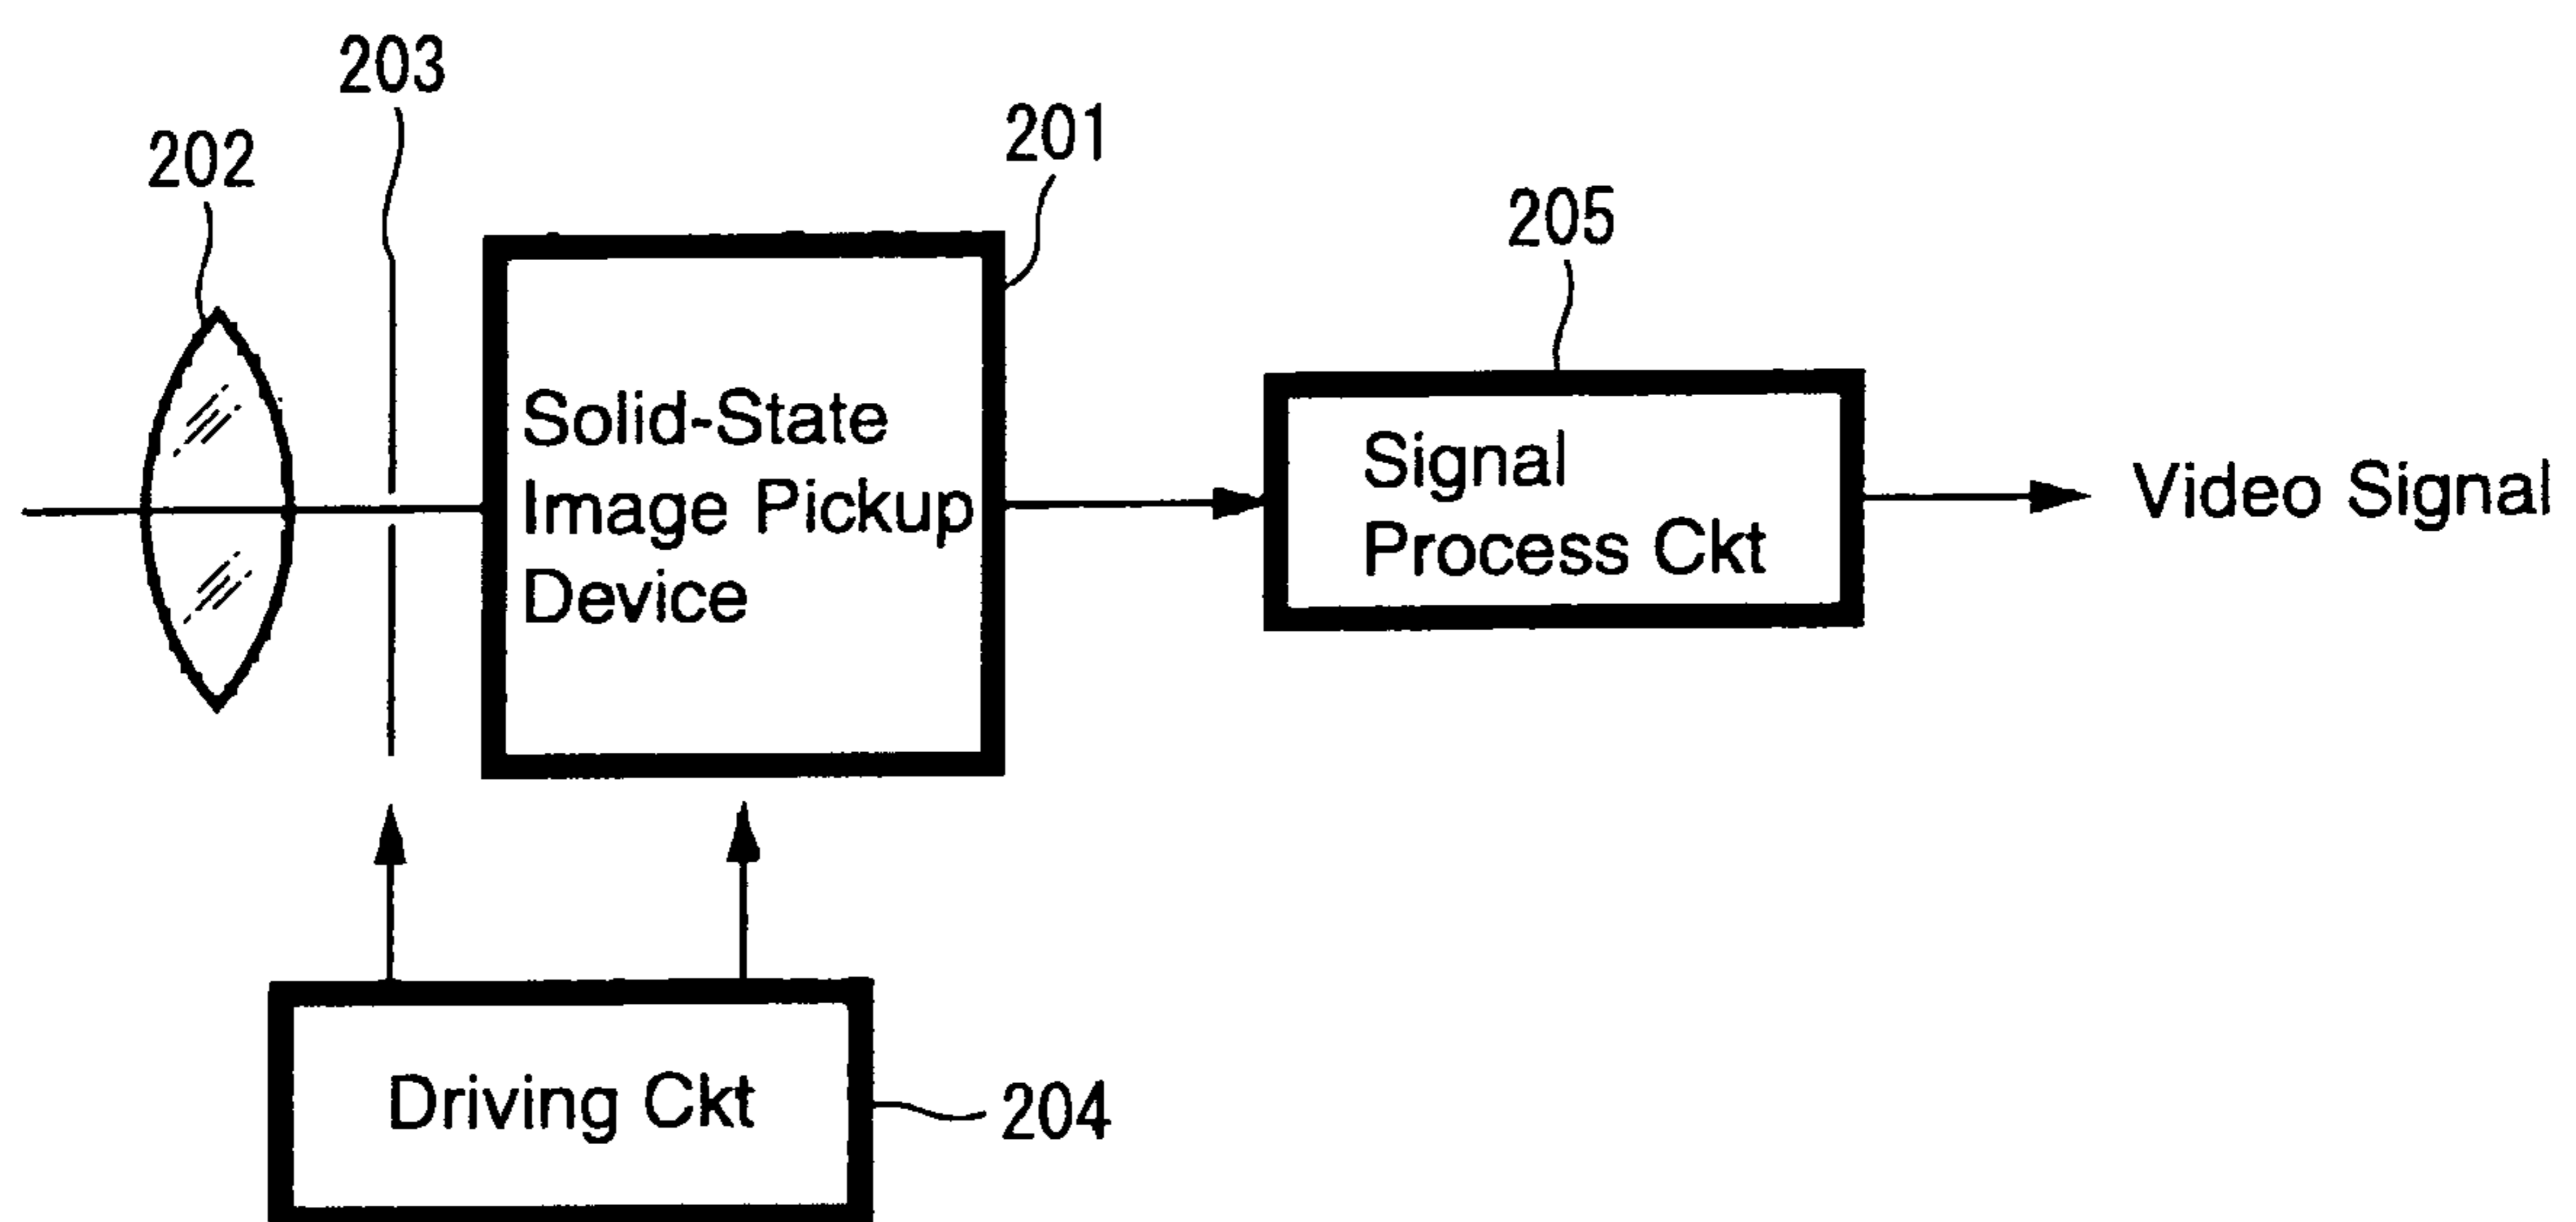 203
202
201
205
Solid-State
Image Pickup
Device
Signal
Process Ckt
Video Signal
Driving Ckt
204